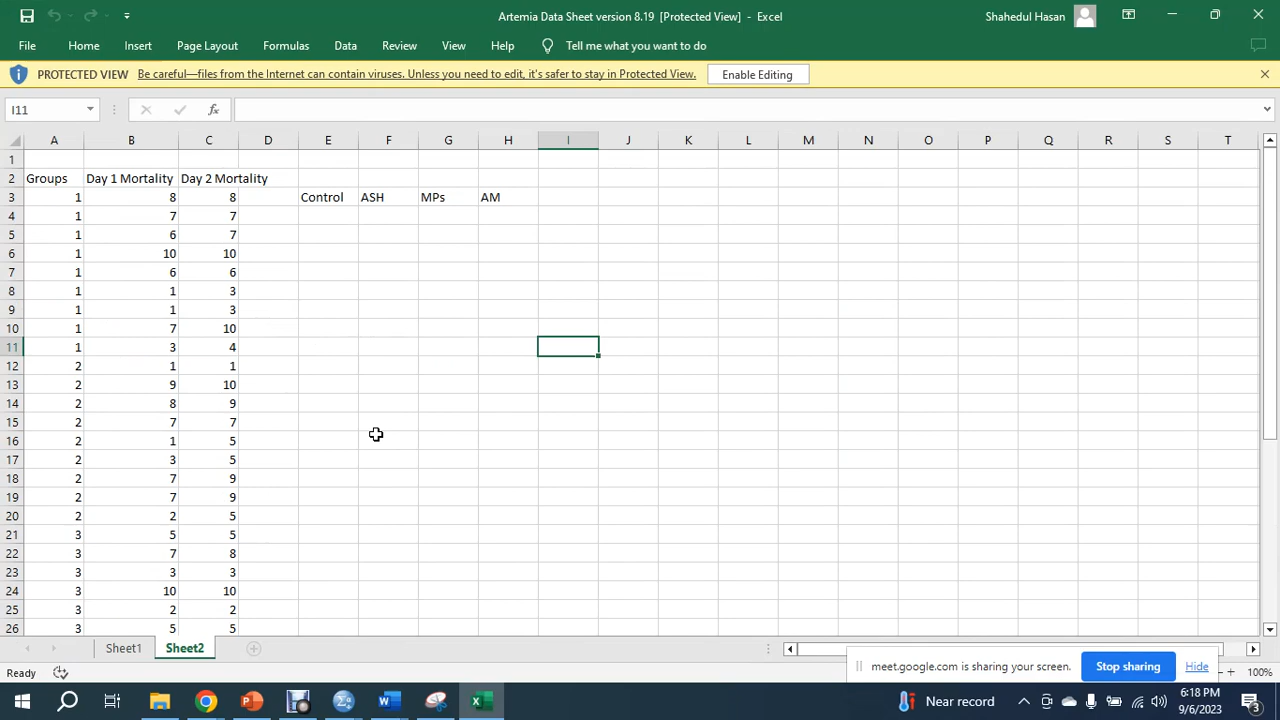 Artemia Data Sheet version 8.19 [Protected View] - Excel
Shahedul Hasan
File Home Insert Page Layout Formulas Data Review View Help Tell me what you want to do
PROTECTED VIEW Be careful—files from the Internet can contain viruses. Unless you need to edit, it's safer to stay in Protected View. Enable Editing
I11 fx
A B C D E F G H I J K L M N O P Q R S T
1
2 Groups Day 1 Mortality Day 2 Mortality
3 1 8 8 Control ASH MPs AM
4 1 7 7
5 1 6 7
6 1 10 10
7 1 6 6
8 1 1 3
9 1 1 3
10 1 7 10
11 1 3 4
12 2 1 1
13 2 9 10
14 2 8 9
15 2 7 7
16 2 1 5
17 2 3 5
18 2 7 9
19 2 7 9
20 2 2 5
21 3 5 5
22 3 7 8
23 3 3 3
24 3 10 10
25 3 2 2
26 3 5 5
Sheet1 Sheet2
Ready
meet.google.com is sharing your screen. Stop sharing Hide
100%
Near record
6:18 PM
9/6/2023
3